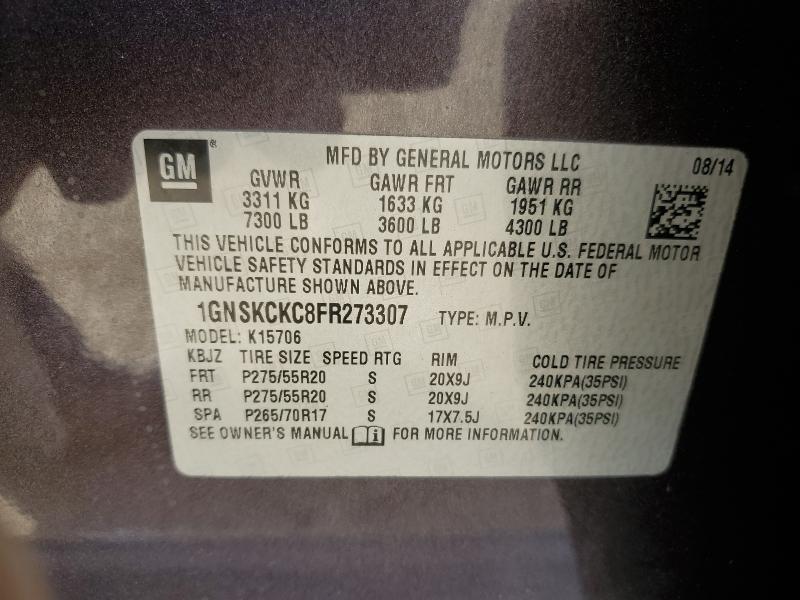 GM®
MFD BY GENERAL MOTORS LLC 08/14
GVWR GAWR FRT GAWR RR
3311 KG 1633 KG 1951 KG
7300 LB 3600 LB 4300 LB
THIS VEHICLE CONFORMS TO ALL APPLICABLE U.S. FEDERAL MOTOR
VEHICLE SAFETY STANDARDS IN EFFECT ON THE DATE OF
MANUFACTURE SHOWN ABOVE.
1GNSKCKC8FR273307 TYPE: M.P.V.
MODEL: K15706
KBJZ TIRE SIZE SPEED RTG RIM COLD TIRE PRESSURE
FRT P275/55R20 S 20X9J 240KPA(35PSI)
RR P275/55R20 S 20X9J 240KPA(35PSI)
SPA P265/70R17 S 17X7.5J 240KPA(35PSI)
SEE OWNER'S MANUAL FOR MORE INFORMATION.